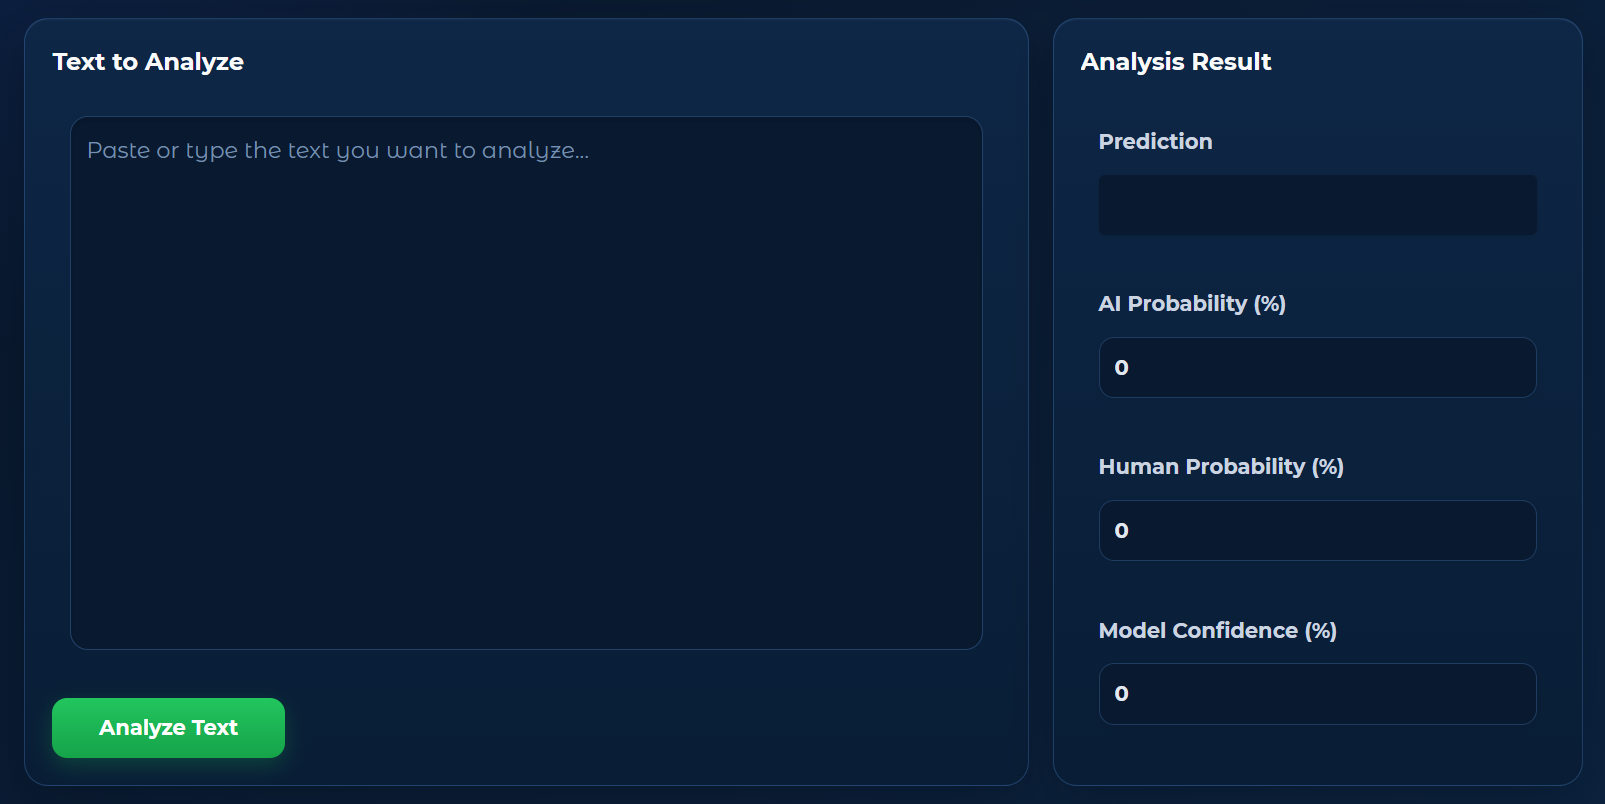 Text to Analyze
Paste or type the text you want to analyze...
Analyze Text
Analysis Result
Prediction
AI Probability (%)
0
Human Probability (%)
0
Model Confidence (%)
0